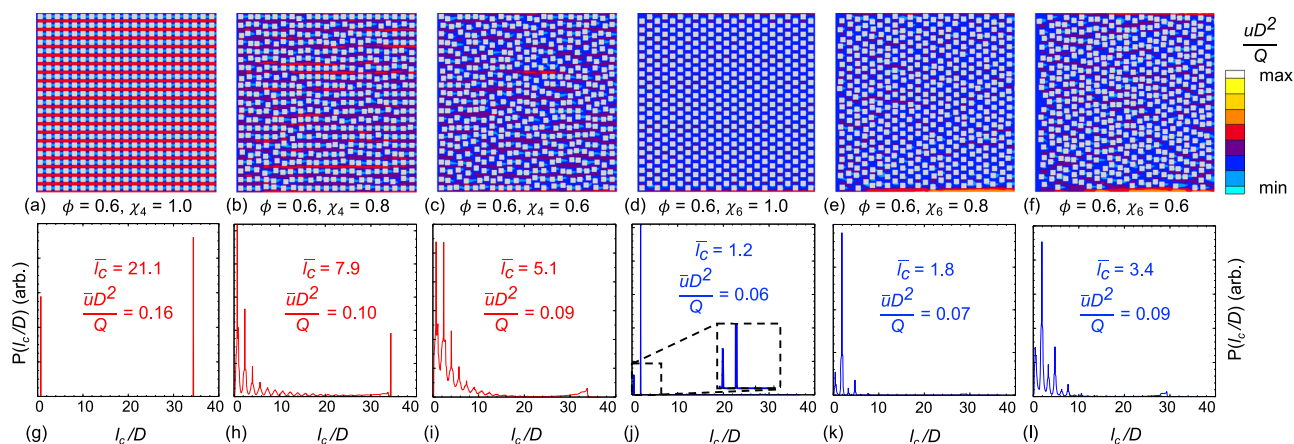 uD²
Q
max
min
(a) ϕ = 0.6, χ₄ = 1.0
(b) ϕ = 0.6, χ₄ = 0.8
(c) ϕ = 0.6, χ₄ = 0.6
(d) ϕ = 0.6, χ₆ = 1.0
(e) ϕ = 0.6, χ₆ = 0.8
(f) ϕ = 0.6, χ₆ = 0.6
P(l_c/D) (arb.)
l̄_c = 21.1
ūD²/Q = 0.16
0 10 20 30 40
(g) l_c/D
l̄_c = 7.9
ūD²/Q = 0.10
0 10 20 30 40
(h) l_c/D
l̄_c = 5.1
ūD²/Q = 0.09
0 10 20 30 40
(i) l_c/D
l̄_c = 1.2
ūD²/Q = 0.06
0 10 20 30
(j) l_c/D
l̄_c = 1.8
ūD²/Q = 0.07
0 10 20 30 40
(k) l_c/D
l̄_c = 3.4
ūD²/Q = 0.09
0 10 20 30 40
(l) l_c/D
P(l_c/D) (arb.)